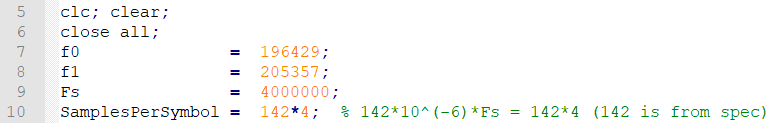 5 clc; clear;
6 close all;
7 f0 = 196429;
8 f1 = 205357;
9 Fs = 4000000;
10 SamplesPerSymbol = 142*4; % 142*10^(-6)*Fs = 142*4 (142 is from spec)